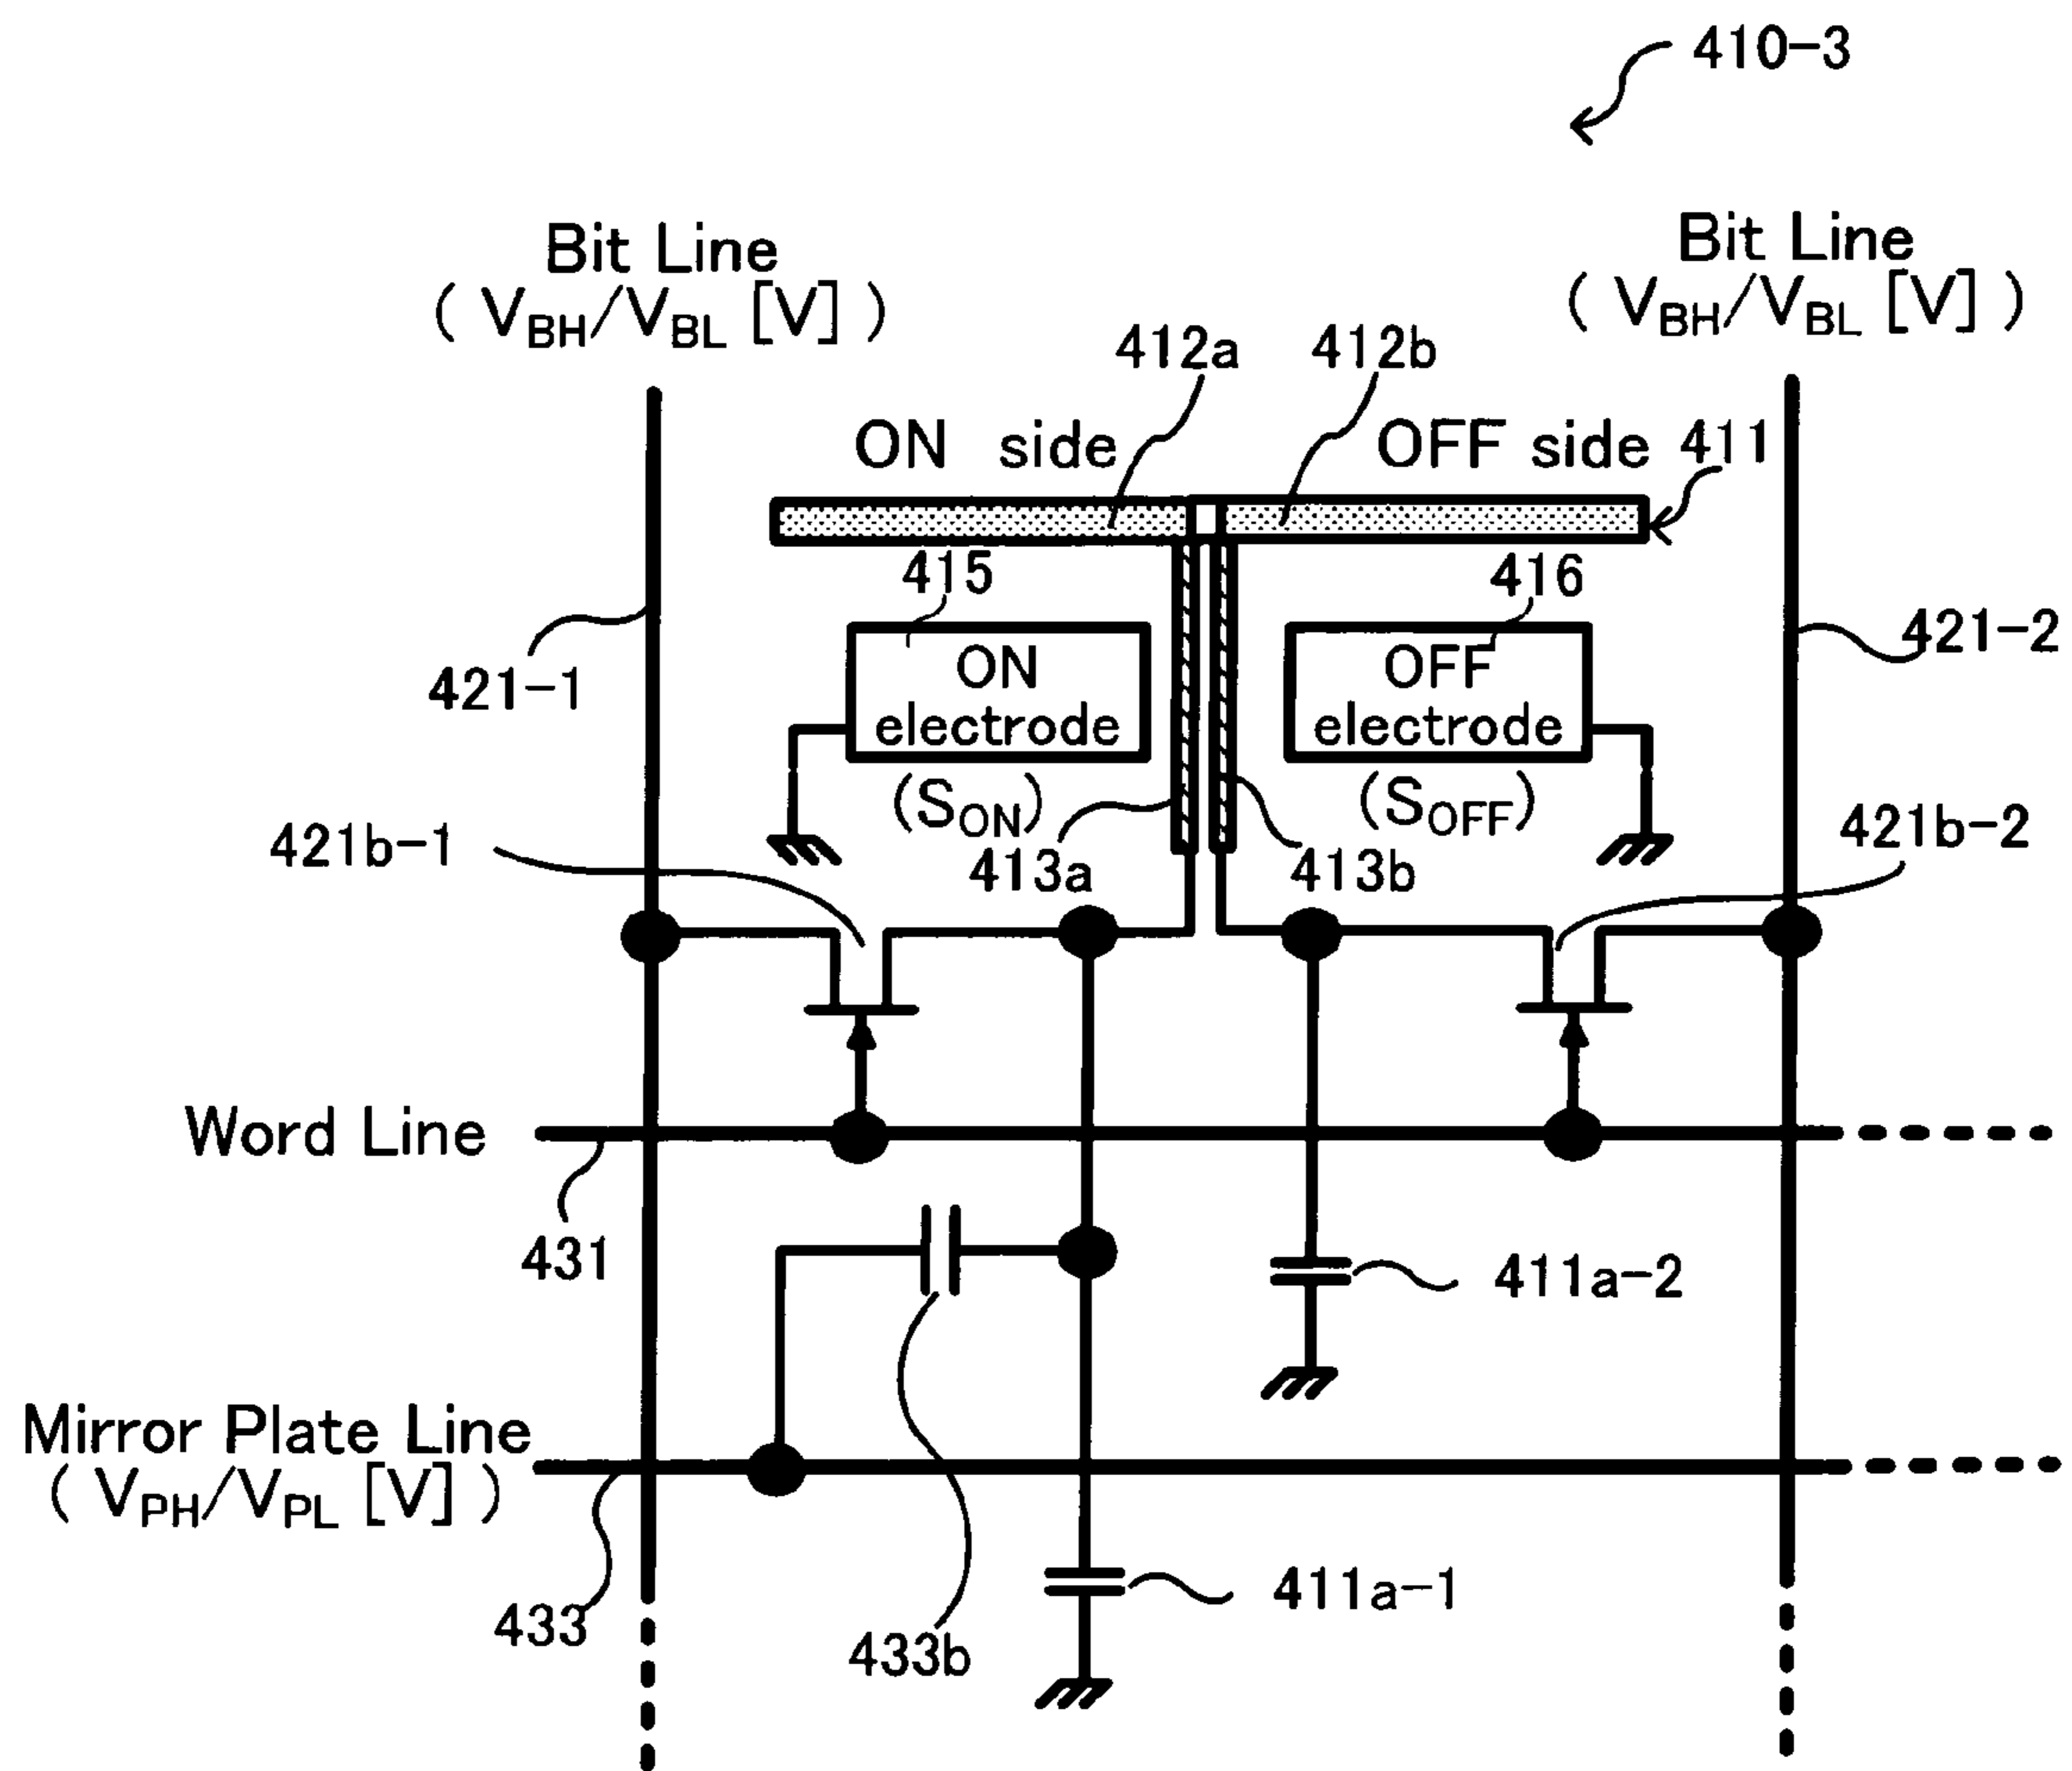 410-3
Bit Line
( VBH/VBL [V] )
Bit Line
( VBH/VBL [V] )
412a
412b
ON side
OFF side
411
415
416
ON
electrode
(SON)
OFF
electrode
(SOFF)
421-1
421-2
421b-1
413a
413b
421b-2
Word Line
431
411a-2
Mirror Plate Line
( VPH/VPL [V] )
433
433b
411a-1